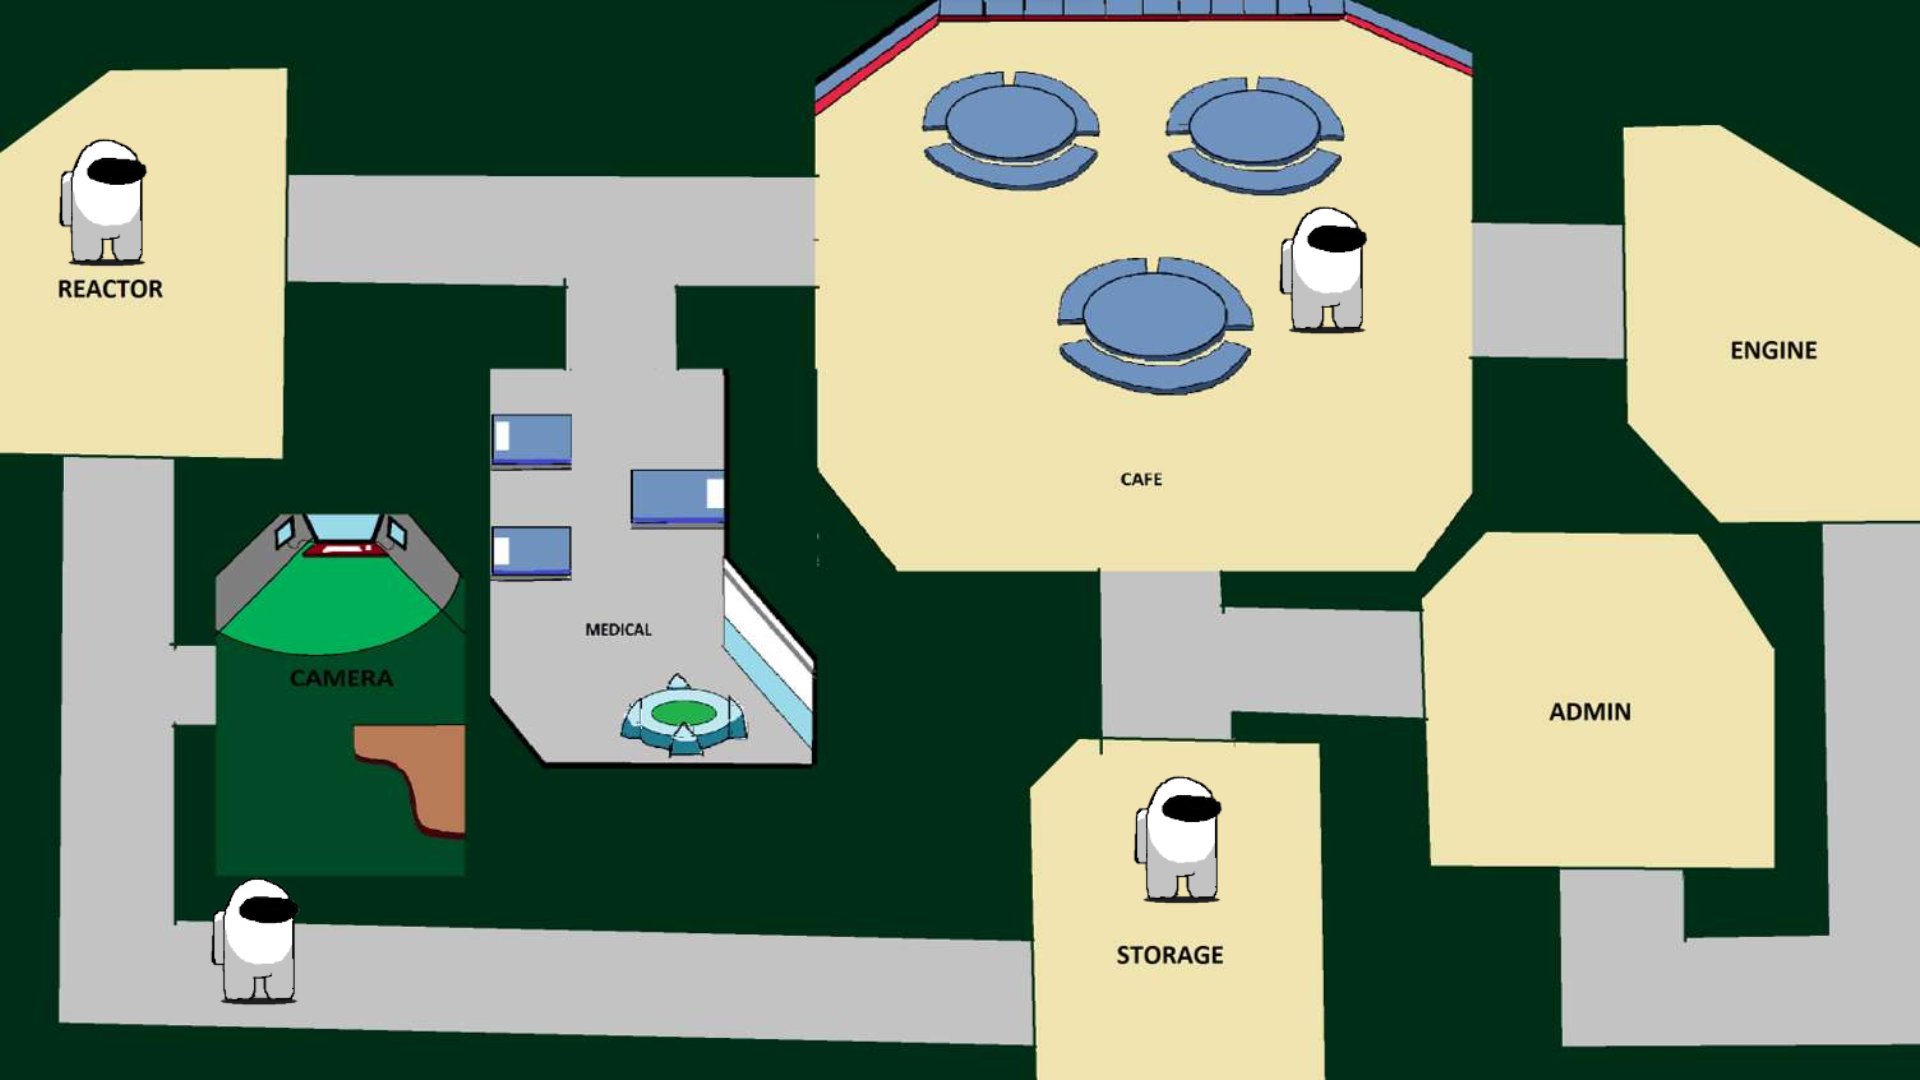 REACTOR
ENGINE
CAFE
MEDICAL
CAMERA
ADMIN
STORAGE